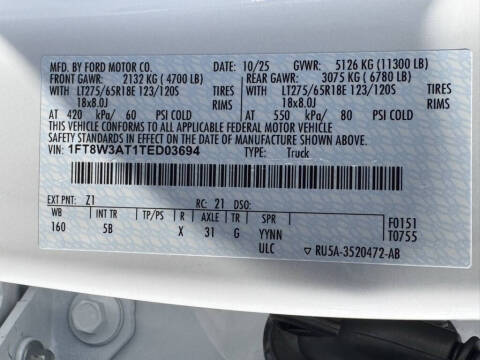 MFD. BY FORD MOTOR CO. DATE: 10/25 GVWR: 5126 KG (11300 LB)
FRONT GAWR: 2132 KG (4700 LB) REAR GAWR: 3075 KG (6780 LB)
WITH LT275/65R18E 123/120S TIRES WITH LT275/65R18E 123/120S TIRES
18x8.0J RIMS 18x8.0J RIMS
AT 420 kPa/ 60 PSI COLD AT 550 kPa/ 80 PSI COLD
THIS VEHICLE CONFORMS TO ALL APPLICABLE FEDERAL MOTOR VEHICLE
SAFETY STANDARDS IN EFFECT ON THE DATE OF MANUFACTURE SHOWN ABOVE.
VIN: 1FT8W3AT1TED03694 TYPE: Truck
EXT PNT: Z1 RC: 21 DSO:
WB INT TR TP/PS R AXLE TR SPR F0151
160 5B X 31 G YYNN T0755
ULC ▽ RU5A-3520472-AB